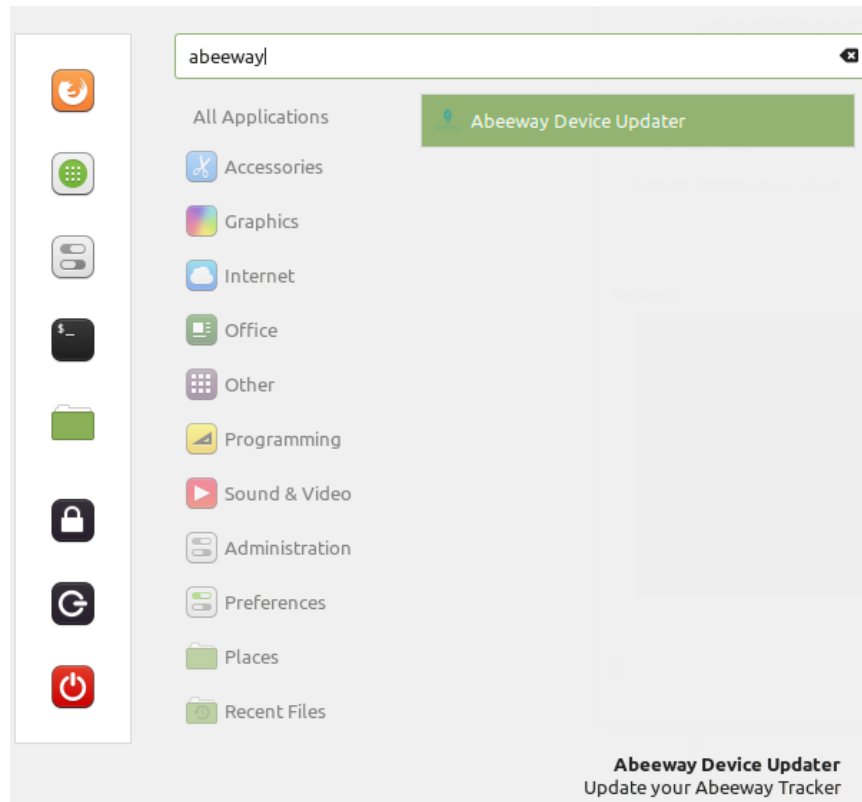 abeeway
All Applications
Abeeway Device Updater
Accessories
Graphics
Internet
Office
Other
$_
Programming
Sound & Video
Administration
Preferences
Places
Recent Files
Abeeway Device Updater
Update your Abeeway Tracker